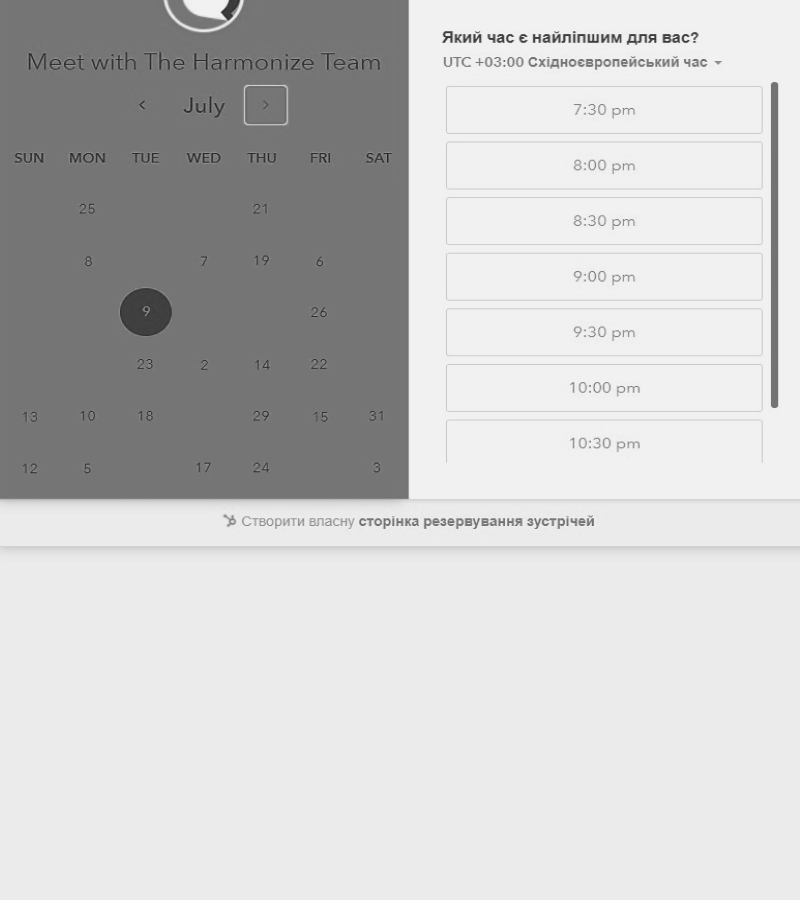 Meet with The Harmonize Team
July
SUN MON TUE WED THU FRI SAT
25 21
8 7 19 6
9 26
23 2 14 22
13 10 18 29 15 31
12 5 17 24 3
Який час є найліпшим для вас?
UTC +03:00 Східноєвропейський час
7:30 pm
8:00 pm
8:30 pm
9:00 pm
9:30 pm
10:00 pm
10:30 pm
Створити власну сторінка резервування зустрічей